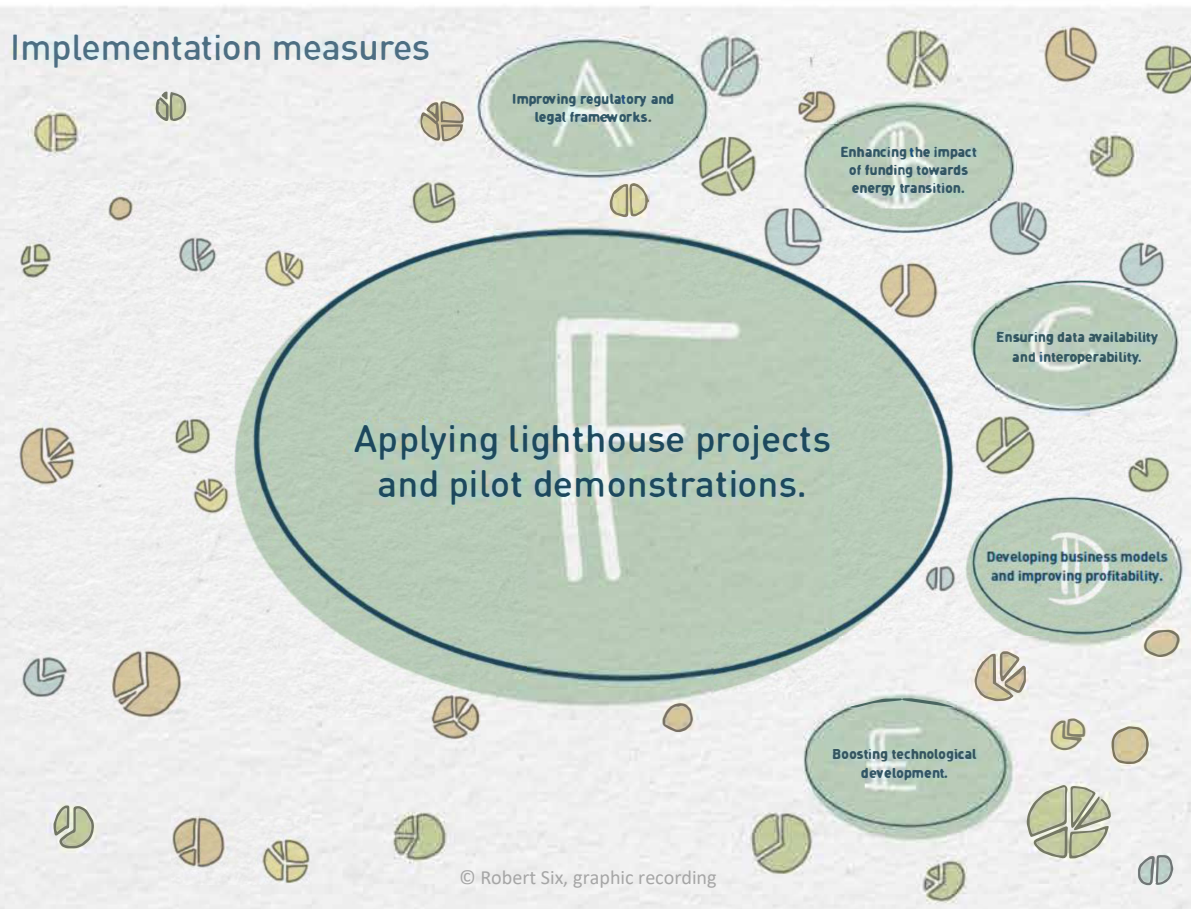 Implementation measures
A
Improving regulatory and
legal frameworks.
B
Enhancing the impact
of funding towards
energy transition.
C
Ensuring data availability
and interoperability.
D
Developing business models
and improving profitability.
E
Boosting technological
development.
F
Applying lighthouse projects
and pilot demonstrations.
© Robert Six, graphic recording